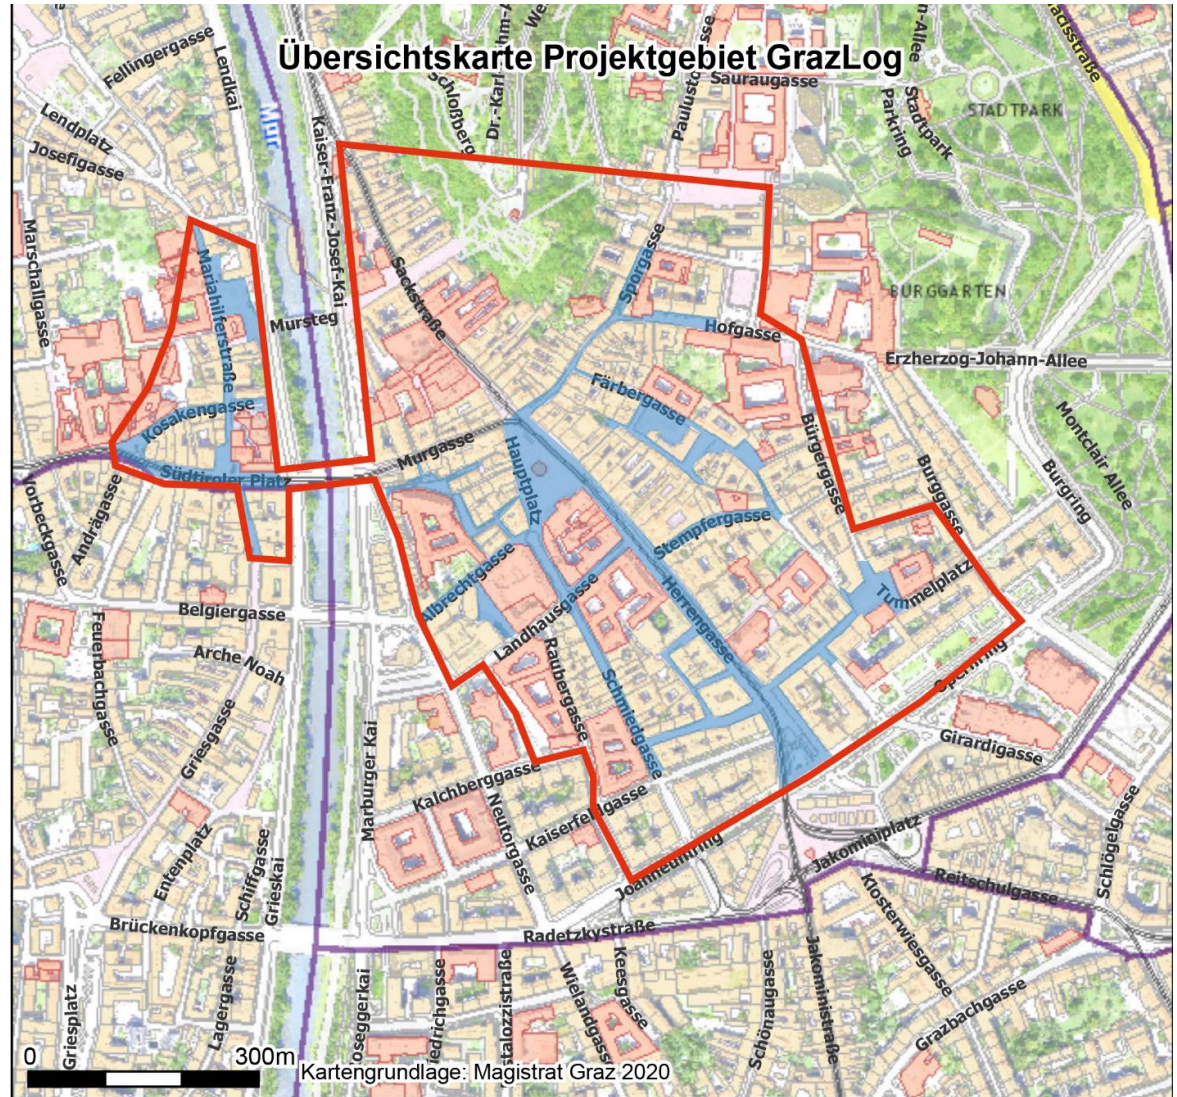 Übersichtskarte Projektgebiet GrazLog
Fellingergasse
Lendkai
Mur
Kaiser-Franz-Josef-Kai
Schloßberg
Sauraugasse
Parkring
Stadtpark
STADTPARK
Lendplatz
Josefigasse
Marschallgasse
Mariahilferstraße
Mursteg
Sackstraße
Sporgasse
Hofgasse
BURGGARTEN
Erzherzog-Johann-Allee
Färbergasse
Kosakengasse
Südtiroler Platz
Murgasse
Hauptplatz
Bürgergasse
Burggasse
Burgring
Montclair Allee
Vorbeckgasse
Andrägasse
Stempfergasse
Albrechtgasse
Landhausgasse
Herrengasse
Tummelplatz
Belgiergasse
Feuerbachgasse
Arche Noah
Raubergasse
Schmiedgasse
Opernring
Girardigasse
Griesgasse
Marburger Kai
Kalchberggasse
Neutorgasse
Kaiserfeldgasse
Joanneumring
Jakominiplatz
Schlögelgasse
Entenplatz
Schiffgasse
Grieskai
Reitschulgasse
Brückenkopfgasse
Radetzkystraße
Klosterwiesgasse
Griesplatz
Lagergasse
oseggerkai
edrichgasse
stalozzistraße
Wielandgasse
Keesgasse
Schönaugasse
Jakoministraße
Grazbachgasse
0 300m
Kartengrundlage: Magistrat Graz 2020